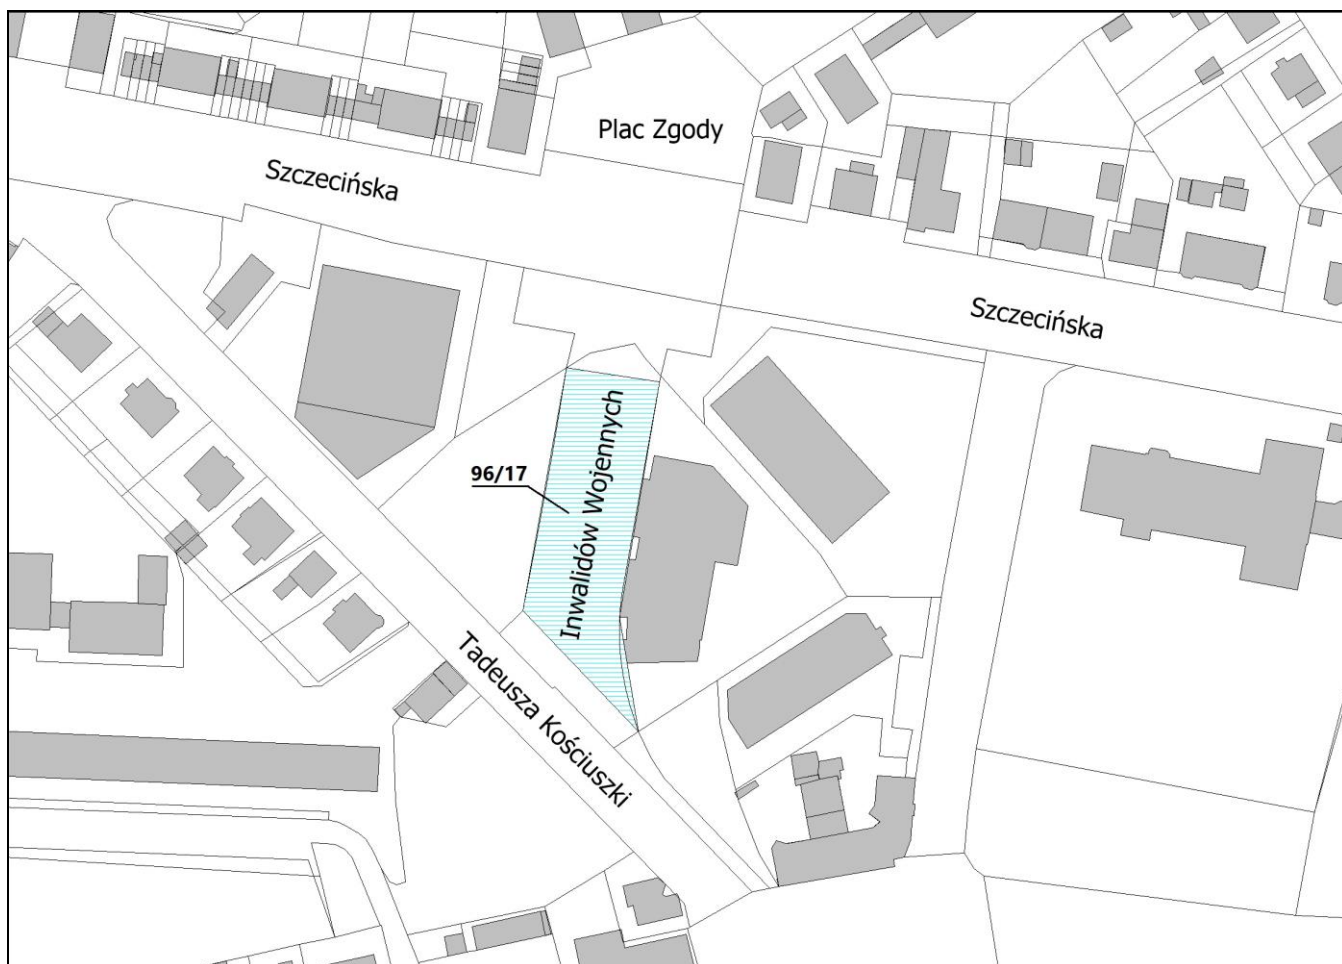 Plac Zgody
Szczecińska
Szczecińska
96/17
Inwalidów Wojennych
Tadeusza Kościuszki